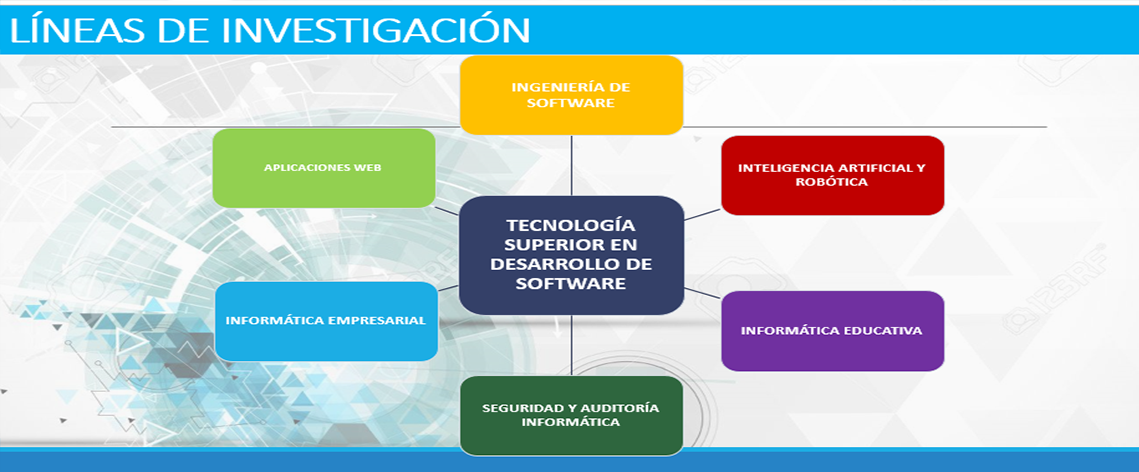 LÍNEAS DE INVESTIGACIÓN
INGENIERÍA DE
SOFTWARE
APLICACIONES WEB
INTELIGENCIA ARTIFICIAL Y
ROBÓTICA
TECNOLOGÍA
SUPERIOR EN
DESARROLLO DE
SOFTWARE
INFORMÁTICA EMPRESARIAL
INFORMÁTICA EDUCATIVA
SEGURIDAD Y AUDITORÍA
INFORMÁTICA
123RF